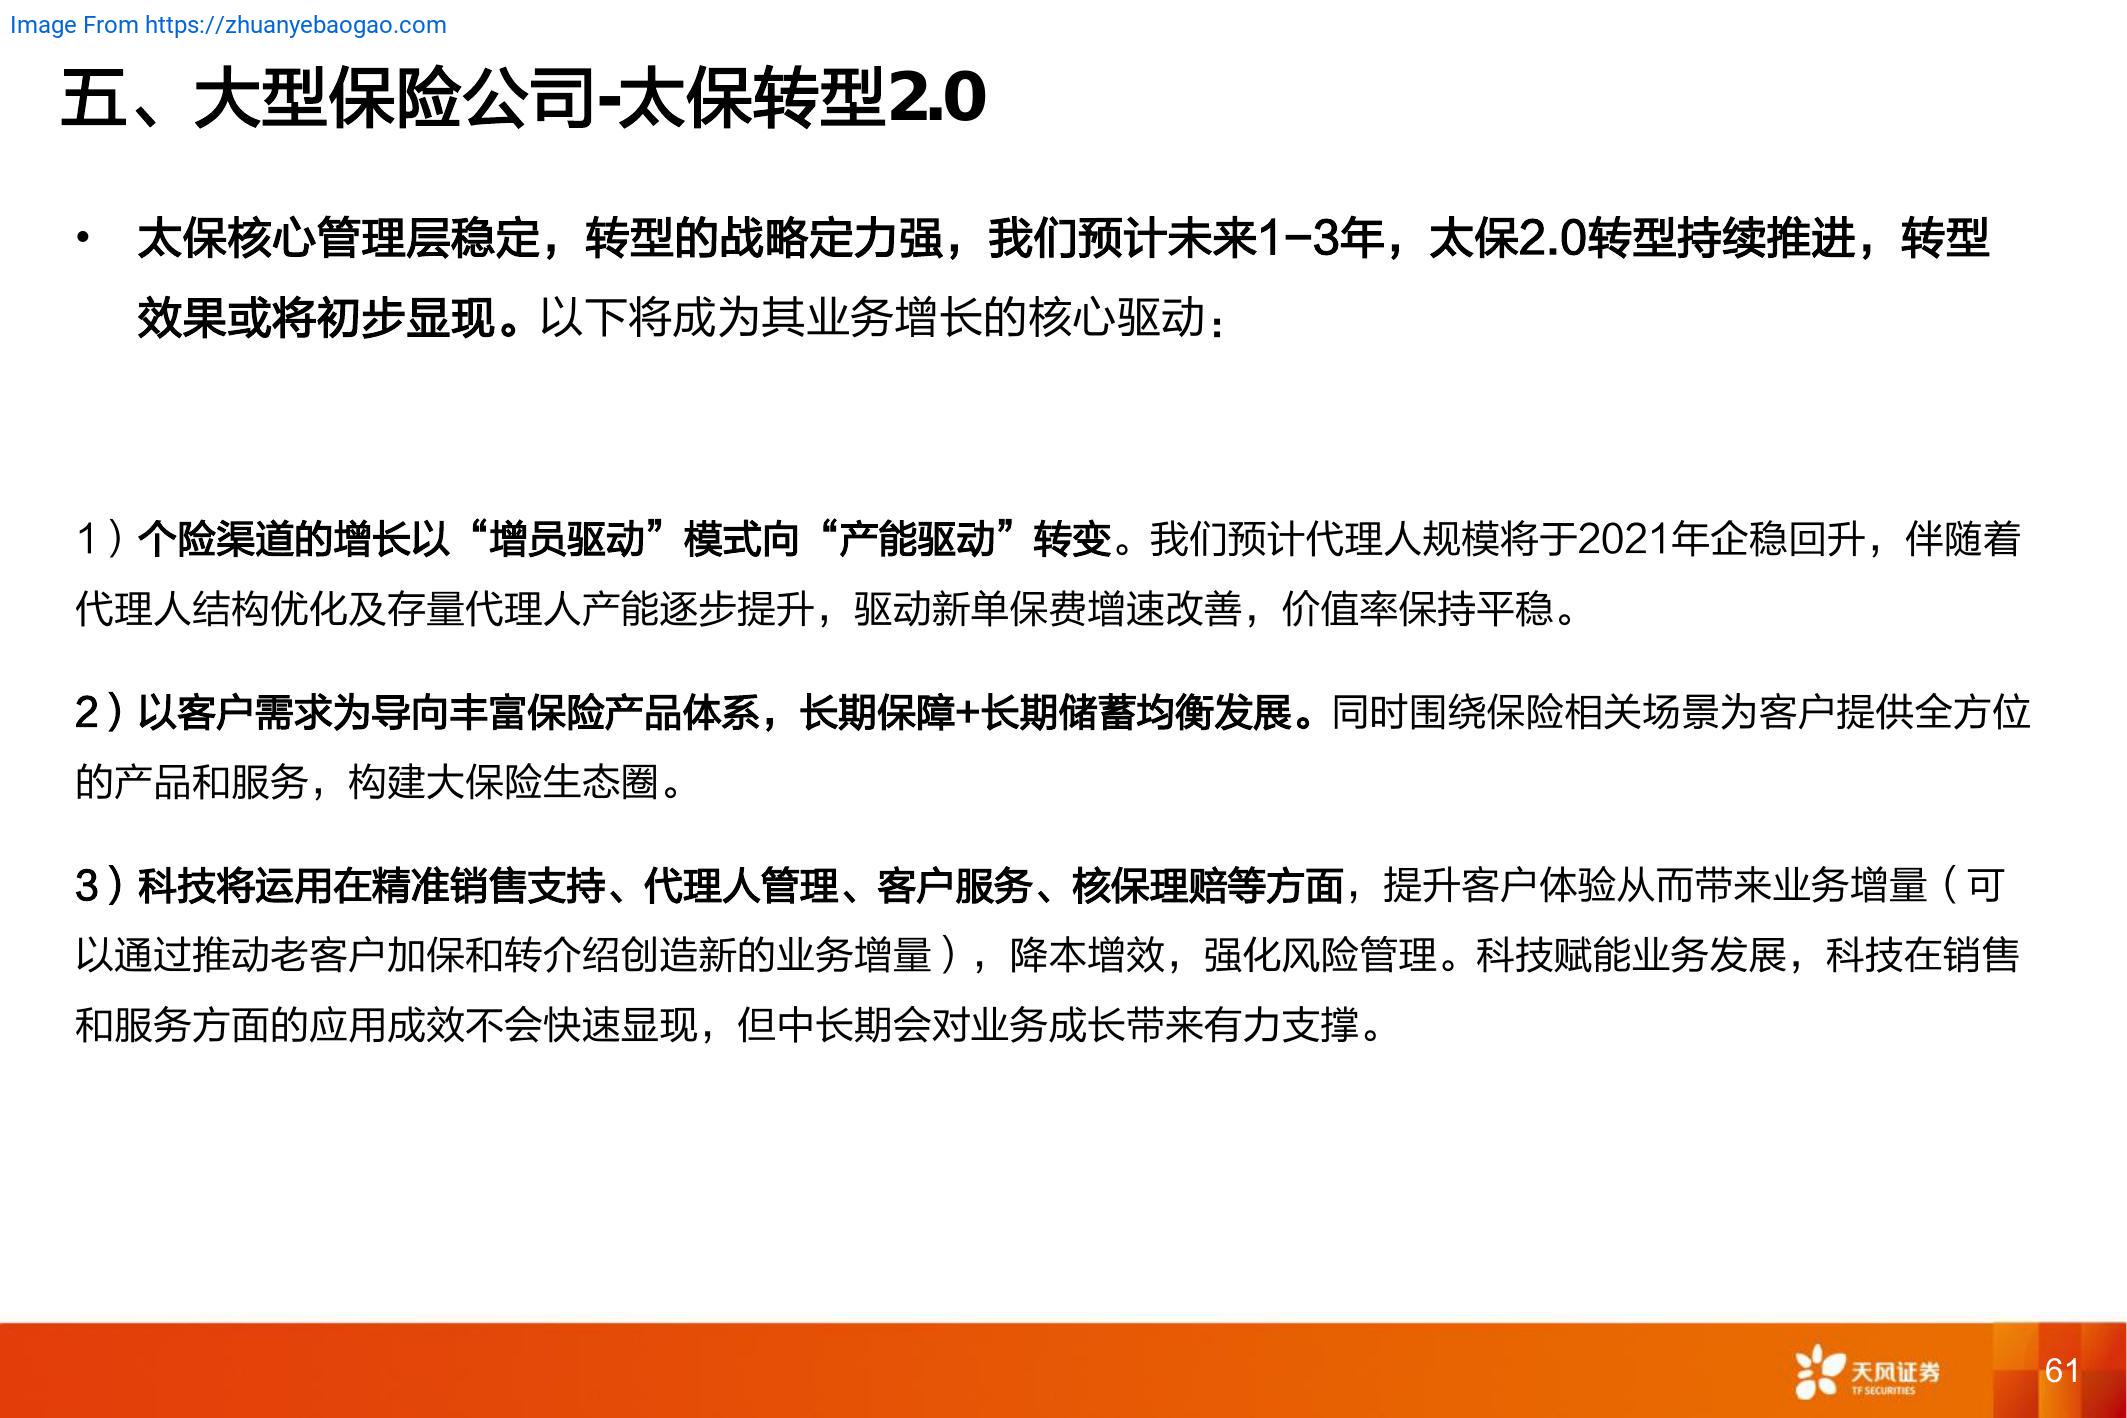 Image From https://zhuanyebaogao.com
五、大型保险公司-太保转型2.0
• 太保核心管理层稳定，转型的战略定力强，我们预计未来1-3年，太保2.0转型持续推进，转型
效果或将初步显现。以下将成为其业务增长的核心驱动：
1）个险渠道的增长以“增员驱动”模式向“产能驱动”转变。我们预计代理人规模将于2021年企稳回升，伴随着
代理人结构优化及存量代理人产能逐步提升，驱动新单保费增速改善，价值率保持平稳。
2）以客户需求为导向丰富保险产品体系，长期保障+长期储蓄均衡发展。同时围绕保险相关场景为客户提供全方位
的产品和服务，构建大保险生态圈。
3）科技将运用在精准销售支持、代理人管理、客户服务、核保理赔等方面，提升客户体验从而带来业务增量（可
以通过推动老客户加保和转介绍创造新的业务增量），降本增效，强化风险管理。科技赋能业务发展，科技在销售
和服务方面的应用成效不会快速显现，但中长期会对业务成长带来有力支撑。
天风证券
TF SECURITIES
61